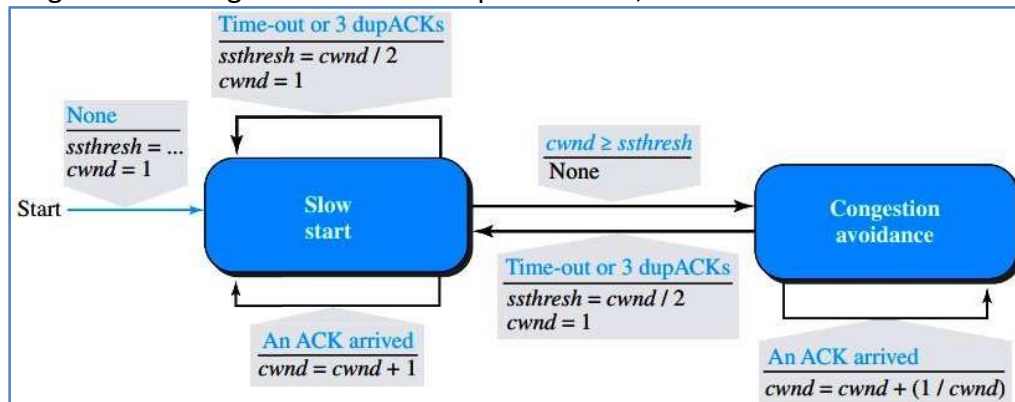 Time-out or 3 dupACKs
ssthresh = cwnd / 2
cwnd = 1
None
ssthresh = ...
cwnd = 1
cwnd ≥ ssthresh
None
Start
Slow
start
Congestion
avoidance
Time-out or 3 dupACKs
ssthresh = cwnd / 2
cwnd = 1
An ACK arrived
cwnd = cwnd + 1
An ACK arrived
cwnd = cwnd + (1 / cwnd)